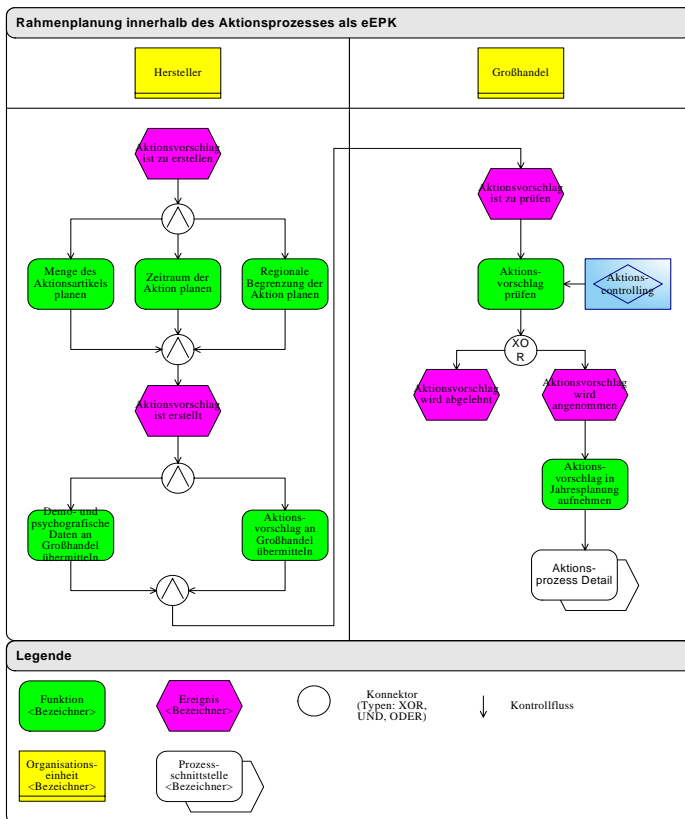 Rahmenplanung innerhalb des Aktionsprozesses als eEPK
Hersteller
Großhandel
Aktionsvorschlag
ist zu erstellen
Menge des
Aktionsartikels
planen
Zeitraum der
Aktion planen
Regionale
Begrenzung der
Aktion planen
Aktionsvorschlag
ist erstellt
Demo- und
psychografische
Daten an
Großhandel
übermitteln
Aktions-
vorschlag an
Großhandel
übermitteln
Aktionsvorschlag
ist zu prüfen
Aktions-
vorschlag
prüfen
Aktions-
controlling
XO
R
Aktionsvorschlag
wird abgelehnt
Aktionsvorschlag
wird
angenommen
Aktions-
vorschlag in
Jahresplanung
aufnehmen
Aktions-
prozess Detail
Legende
Funktion
<Bezeichner>
Ereignis
<Bezeichner>
Konnektor
(Typen: XOR,
UND, ODER)
Kontrollfluss
Organisations-
einheit
<Bezeichner>
Prozess-
schnittstelle
<Bezeichner>